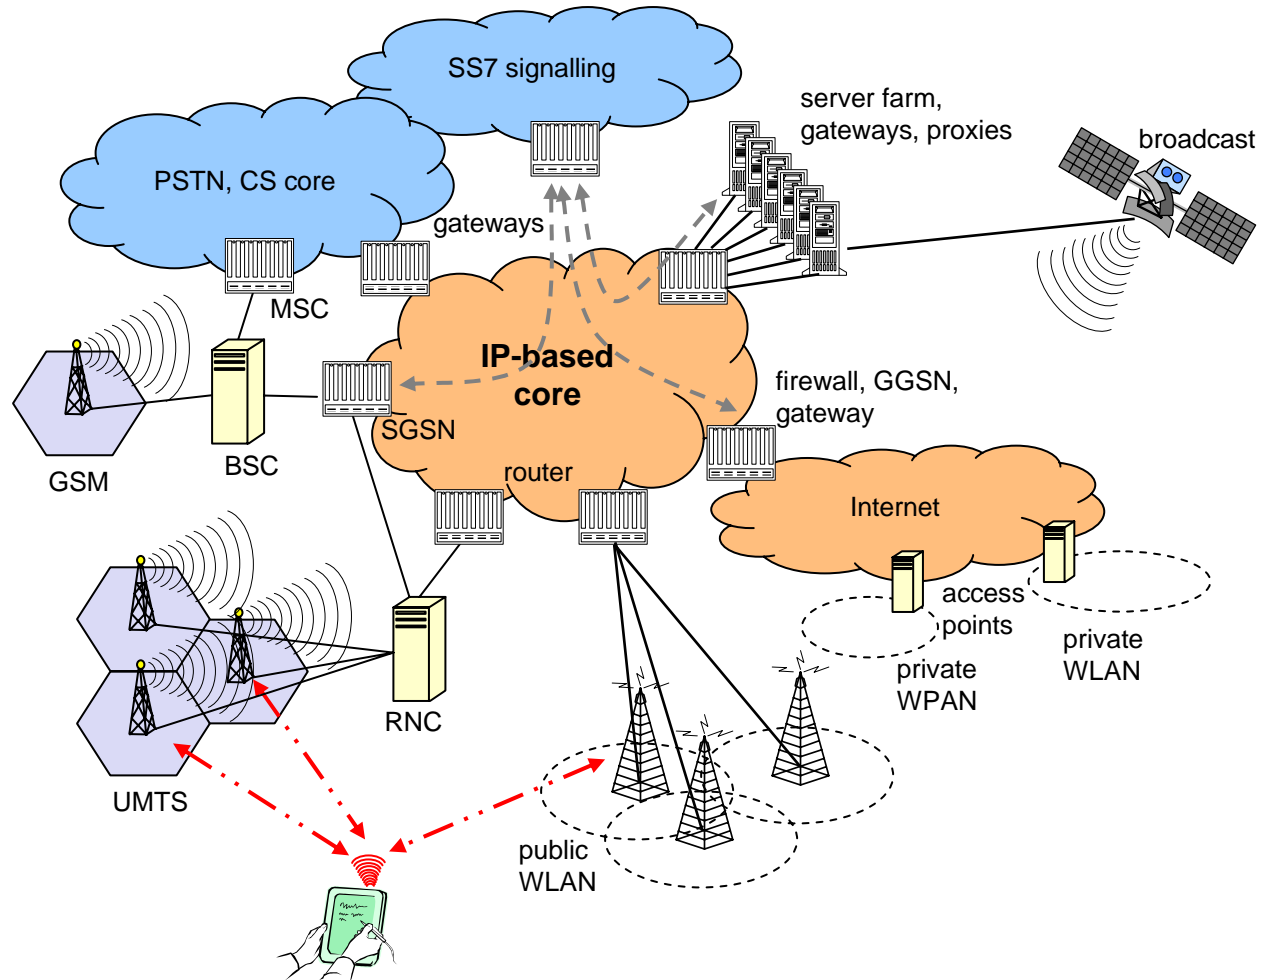 SS7 signalling
server farm,
gateways, proxies
broadcast
PSTN, CS core
gateways
MSC
IP-based
core
firewall, GGSN,
gateway
SGSN
BSC
GSM
router
Internet
access
points
private
WLAN
private
WPAN
RNC
UMTS
public
WLAN